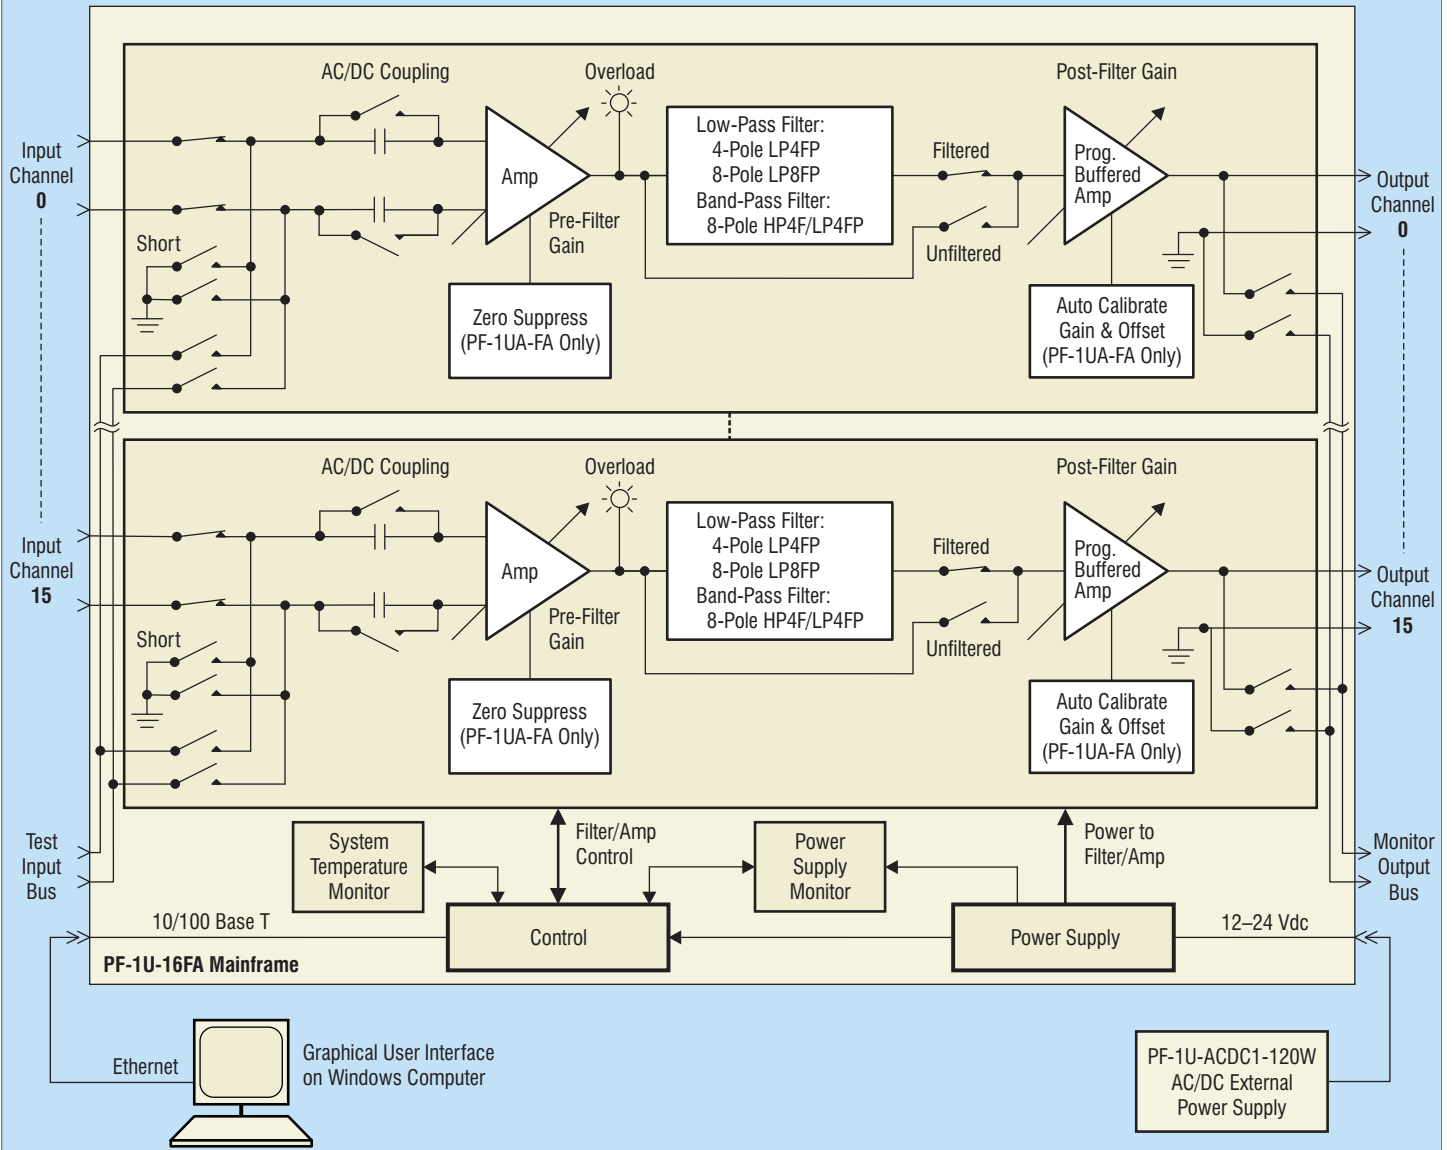 AC/DC Coupling
Overload
Post-Filter Gain
Input
Channel
0
Low-Pass Filter:
4-Pole LP4FP
8-Pole LP8FP
Band-Pass Filter:
8-Pole HP4F/LP4FP
Amp
Pre-Filter
Gain
Filtered
Unfiltered
Prog.
Buffered
Amp
Output
Channel
0
Short
Zero Suppress
(PF-1UA-FA Only)
Auto Calibrate
Gain & Offset
(PF-1UA-FA Only)
AC/DC Coupling
Overload
Post-Filter Gain
Input
Channel
15
Low-Pass Filter:
4-Pole LP4FP
8-Pole LP8FP
Band-Pass Filter:
8-Pole HP4F/LP4FP
Amp
Pre-Filter
Gain
Filtered
Unfiltered
Prog.
Buffered
Amp
Output
Channel
15
Short
Zero Suppress
(PF-1UA-FA Only)
Auto Calibrate
Gain & Offset
(PF-1UA-FA Only)
Test
Input
Bus
System
Temperature
Monitor
Filter/Amp
Control
Power
Supply
Monitor
Power to
Filter/Amp
Monitor
Output
Bus
10/100 Base T
Control
Power Supply
12–24 Vdc
PF-1U-16FA Mainframe
Ethernet
Graphical User Interface
on Windows Computer
PF-1U-ACDC1-120W
AC/DC External
Power Supply